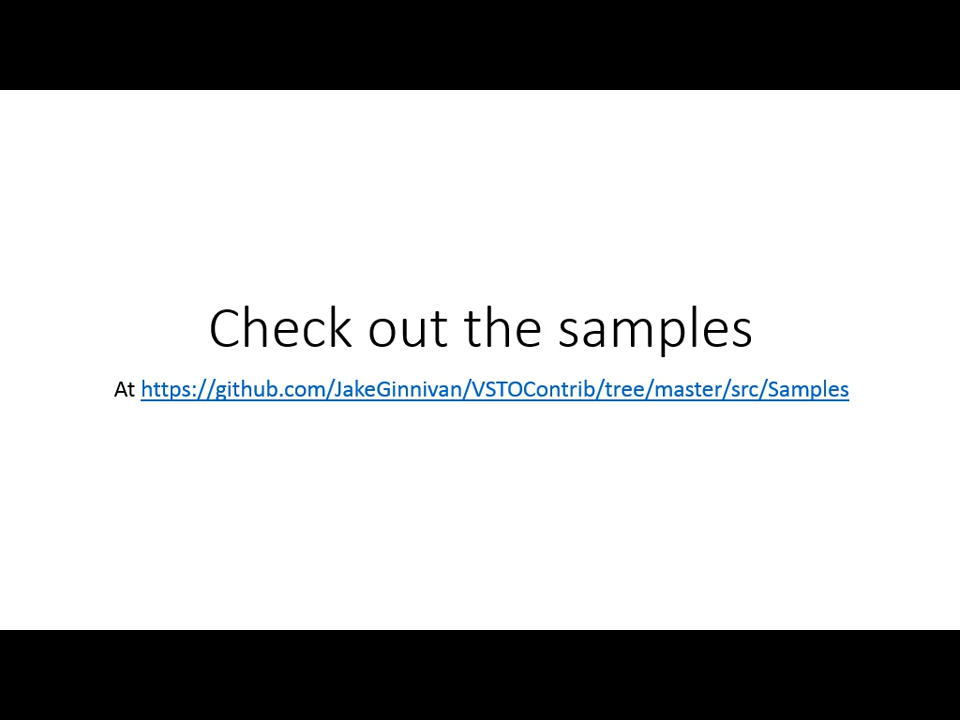 Check out the samples
At https://github.com/JakeGinnivan/VSTOContrib/tree/master/src/Samples